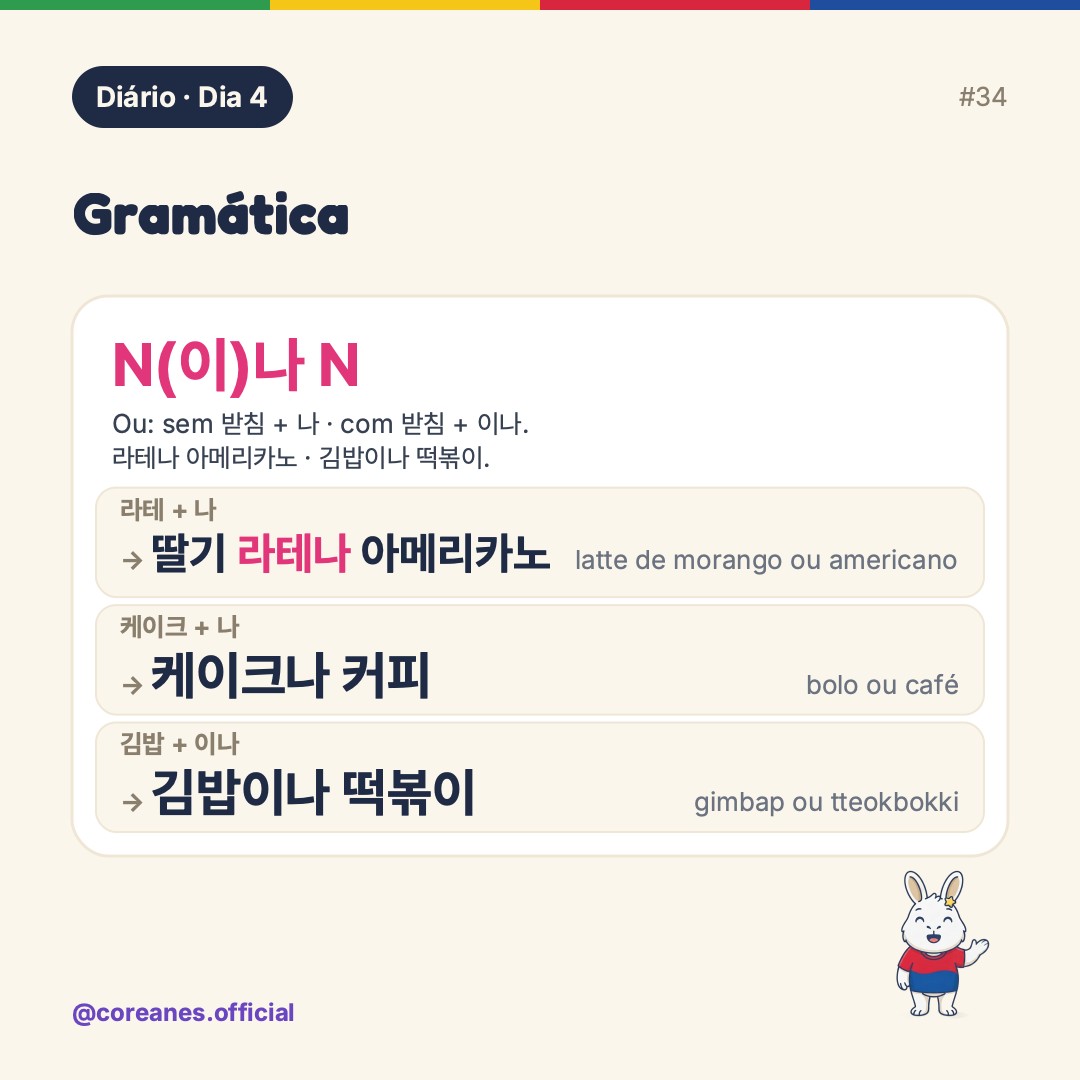 Diário · Dia 4
#34
Gramática
N(이)나 N
Ou: sem 받침 + 나 · com 받침 + 이나.
라테나 아메리카노 · 김밥이나 떡볶이.
라테 + 나
→ 딸기 라테나 아메리카노 latte de morango ou americano
케이크 + 나
→ 케이크나 커피 bolo ou café
김밥 + 이나
→ 김밥이나 떡볶이 gimbap ou tteokbokki
@coreanes.official